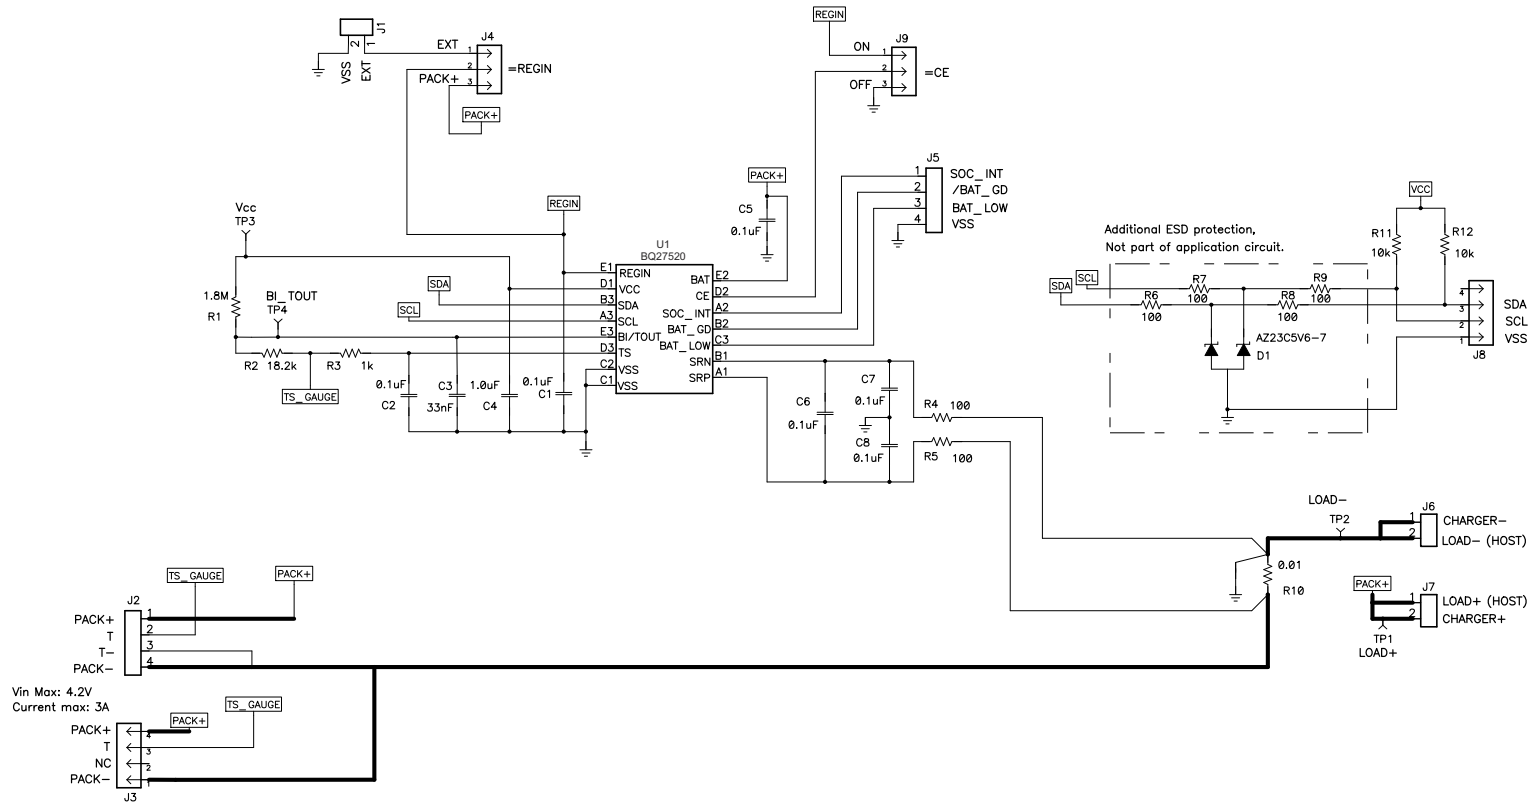 REGIN
J1
2
1
VSS
EXT
EXT
J4
1
2
PACK+
3
=REGIN
PACK+
ON
J9
1
2
=CE
OFF
3
J5
PACK+
1
SOC_INT
2
/BAT_GD
3
BAT_LOW
4
VSS
C5
0.1uF
VCC
REGIN
Vcc
TP3
Additional ESD protection,
Not part of application circuit.
R11
10k
R12
10k
U1
BQ27520
E1
REGIN
D1
VCC
B3
SDA
A3
SCL
E3
BI/TOUT
D3
TS
C2
VSS
C1
VSS
BAT
E2
CE
D2
SOC_INT
A2
BAT_GD
B2
BAT_LOW
C3
SRN
B1
SRP
A1
SDA
SCL
SDA
SCL
R7
100
R9
100
R6
100
R8
100
4
3
2
1
SDA
SCL
VSS
J8
AZ23C5V6-7
D1
1.8M
R1
BI_TOUT
TP4
R2
18.2k
R3
1k
TS_GAUGE
0.1uF
C2
C3
33nF
1.0uF
C4
0.1uF
C1
C6
0.1uF
C7
0.1uF
C8
0.1uF
R4
100
R5
100
LOAD-
TP2
J6
1
2
CHARGER-
LOAD- (HOST)
0.01
R10
PACK+
J7
1
2
LOAD+ (HOST)
CHARGER+
TP1
LOAD+
TS_GAUGE
PACK+
J2
PACK+
1
T
2
T-
3
PACK-
4
Vin Max: 4.2V
Current max: 3A
TS_GAUGE
PACK+
PACK+
4
T
3
NC
2
PACK-
1
J3